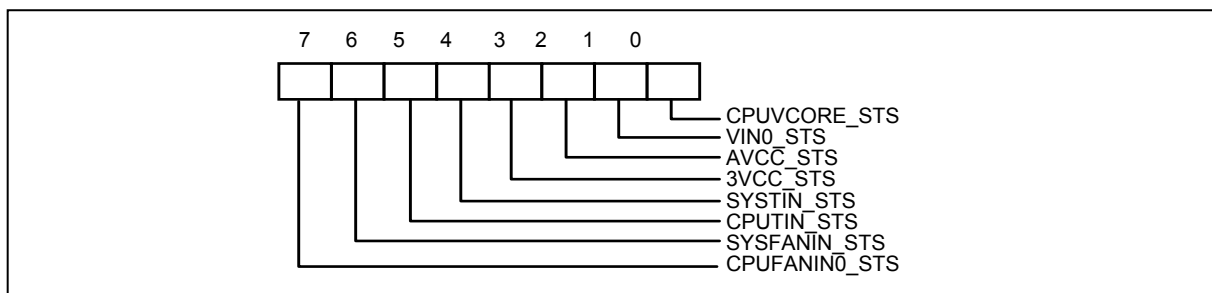 7 6 5 4 3 2 1 0
CPUVCORE_STS
VIN0_STS
AVCC_STS
3VCC_STS
SYSTIN_STS
CPUTIN_STS
SYSFANIN_STS
CPUFANIN0_STS